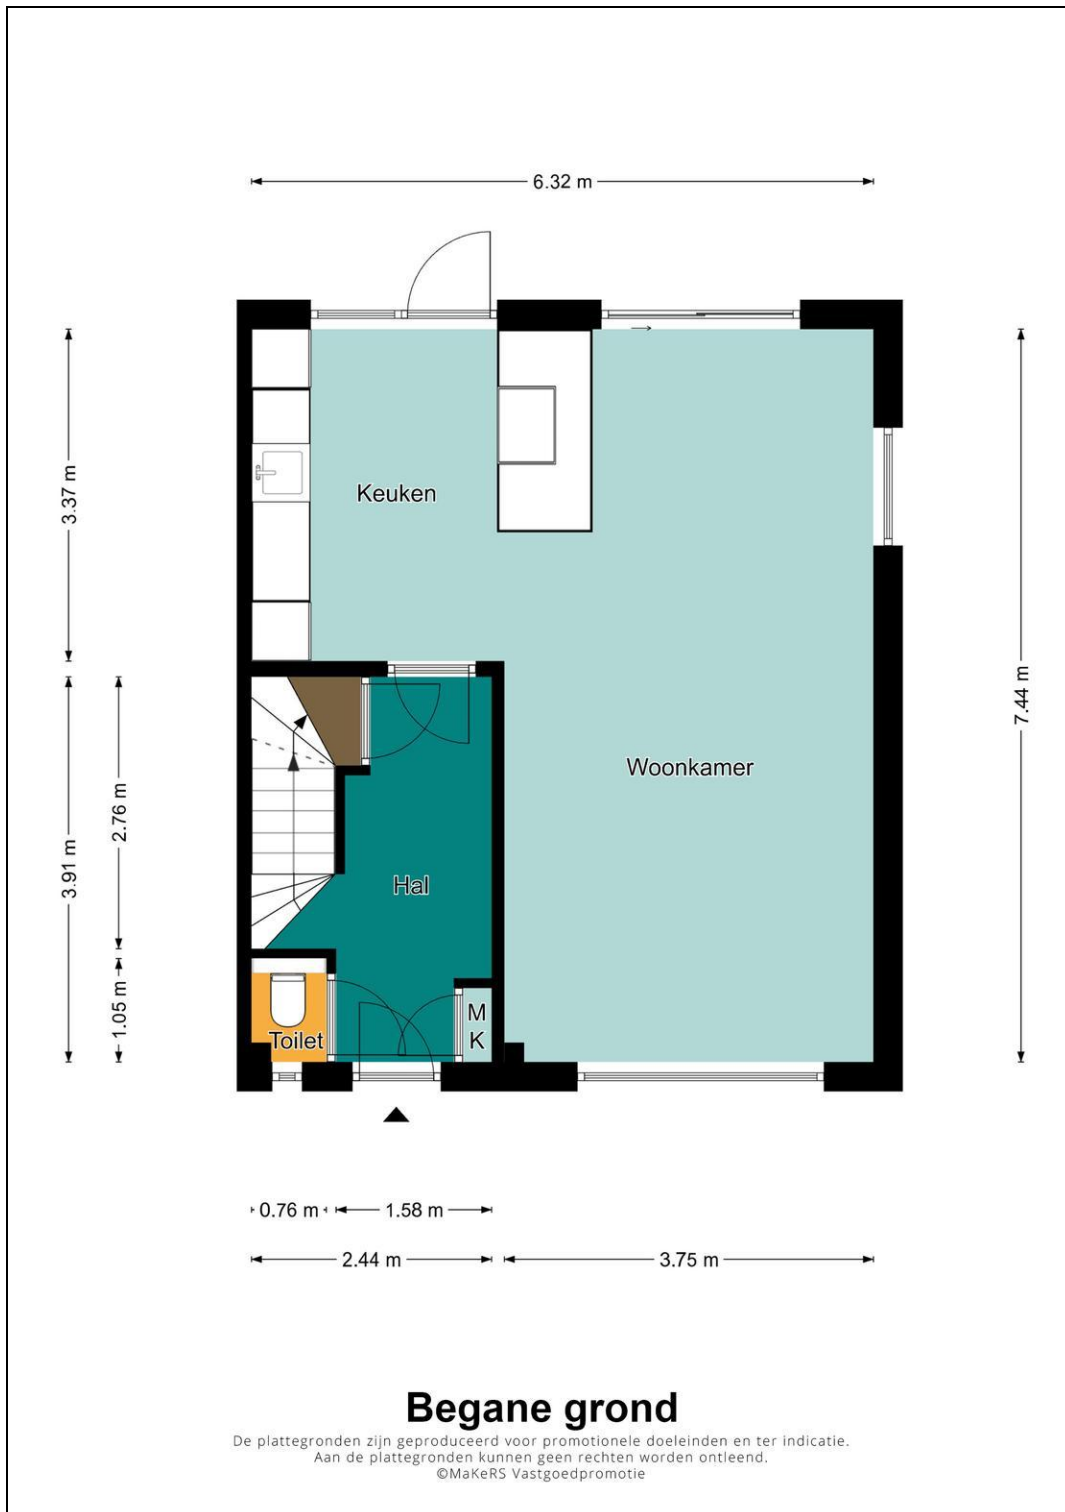 6.32 m
3.37 m
Keuken
7.44 m
Woonkamer
2.76 m
3.91 m
Hal
1.05 m
M
K
Toilet
0.76 m
1.58 m
2.44 m
3.75 m
Begane grond
De plattegronden zijn geproduceerd voor promotionele doeleinden en ter indicatie.
Aan de plattegronden kunnen geen rechten worden ontleend.
©MaKeRS Vastgoedpromotie